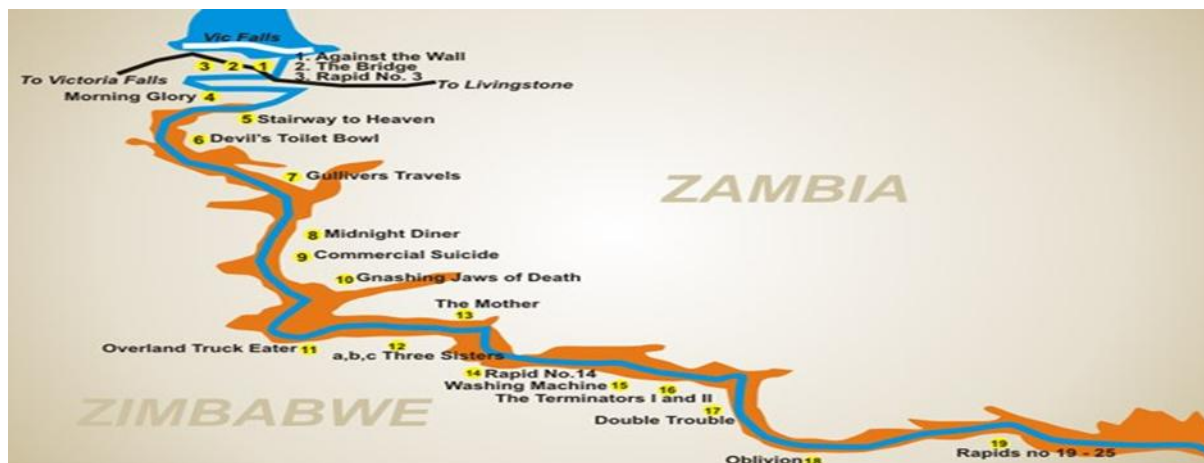 Vic Falls
1. Against the Wall
3 2 1 2. The Bridge
3. Rapid No. 3
To Victoria Falls
To Livingstone
Morning Glory 4
5 Stairway to Heaven
6 Devil's Toilet Bowl
7 Gullivers Travels
ZAMBIA
8 Midnight Diner
9 Commercial Suicide
10 Gnashing Jaws of Death
The Mother
13
Overland Truck Eater 11
12
a,b,c Three Sisters
14 Rapid No.14
Washing Machine 15
16
The Terminators I and II
ZIMBABWE
17
Double Trouble
19
Rapids no 19 - 25
Oblivion 18